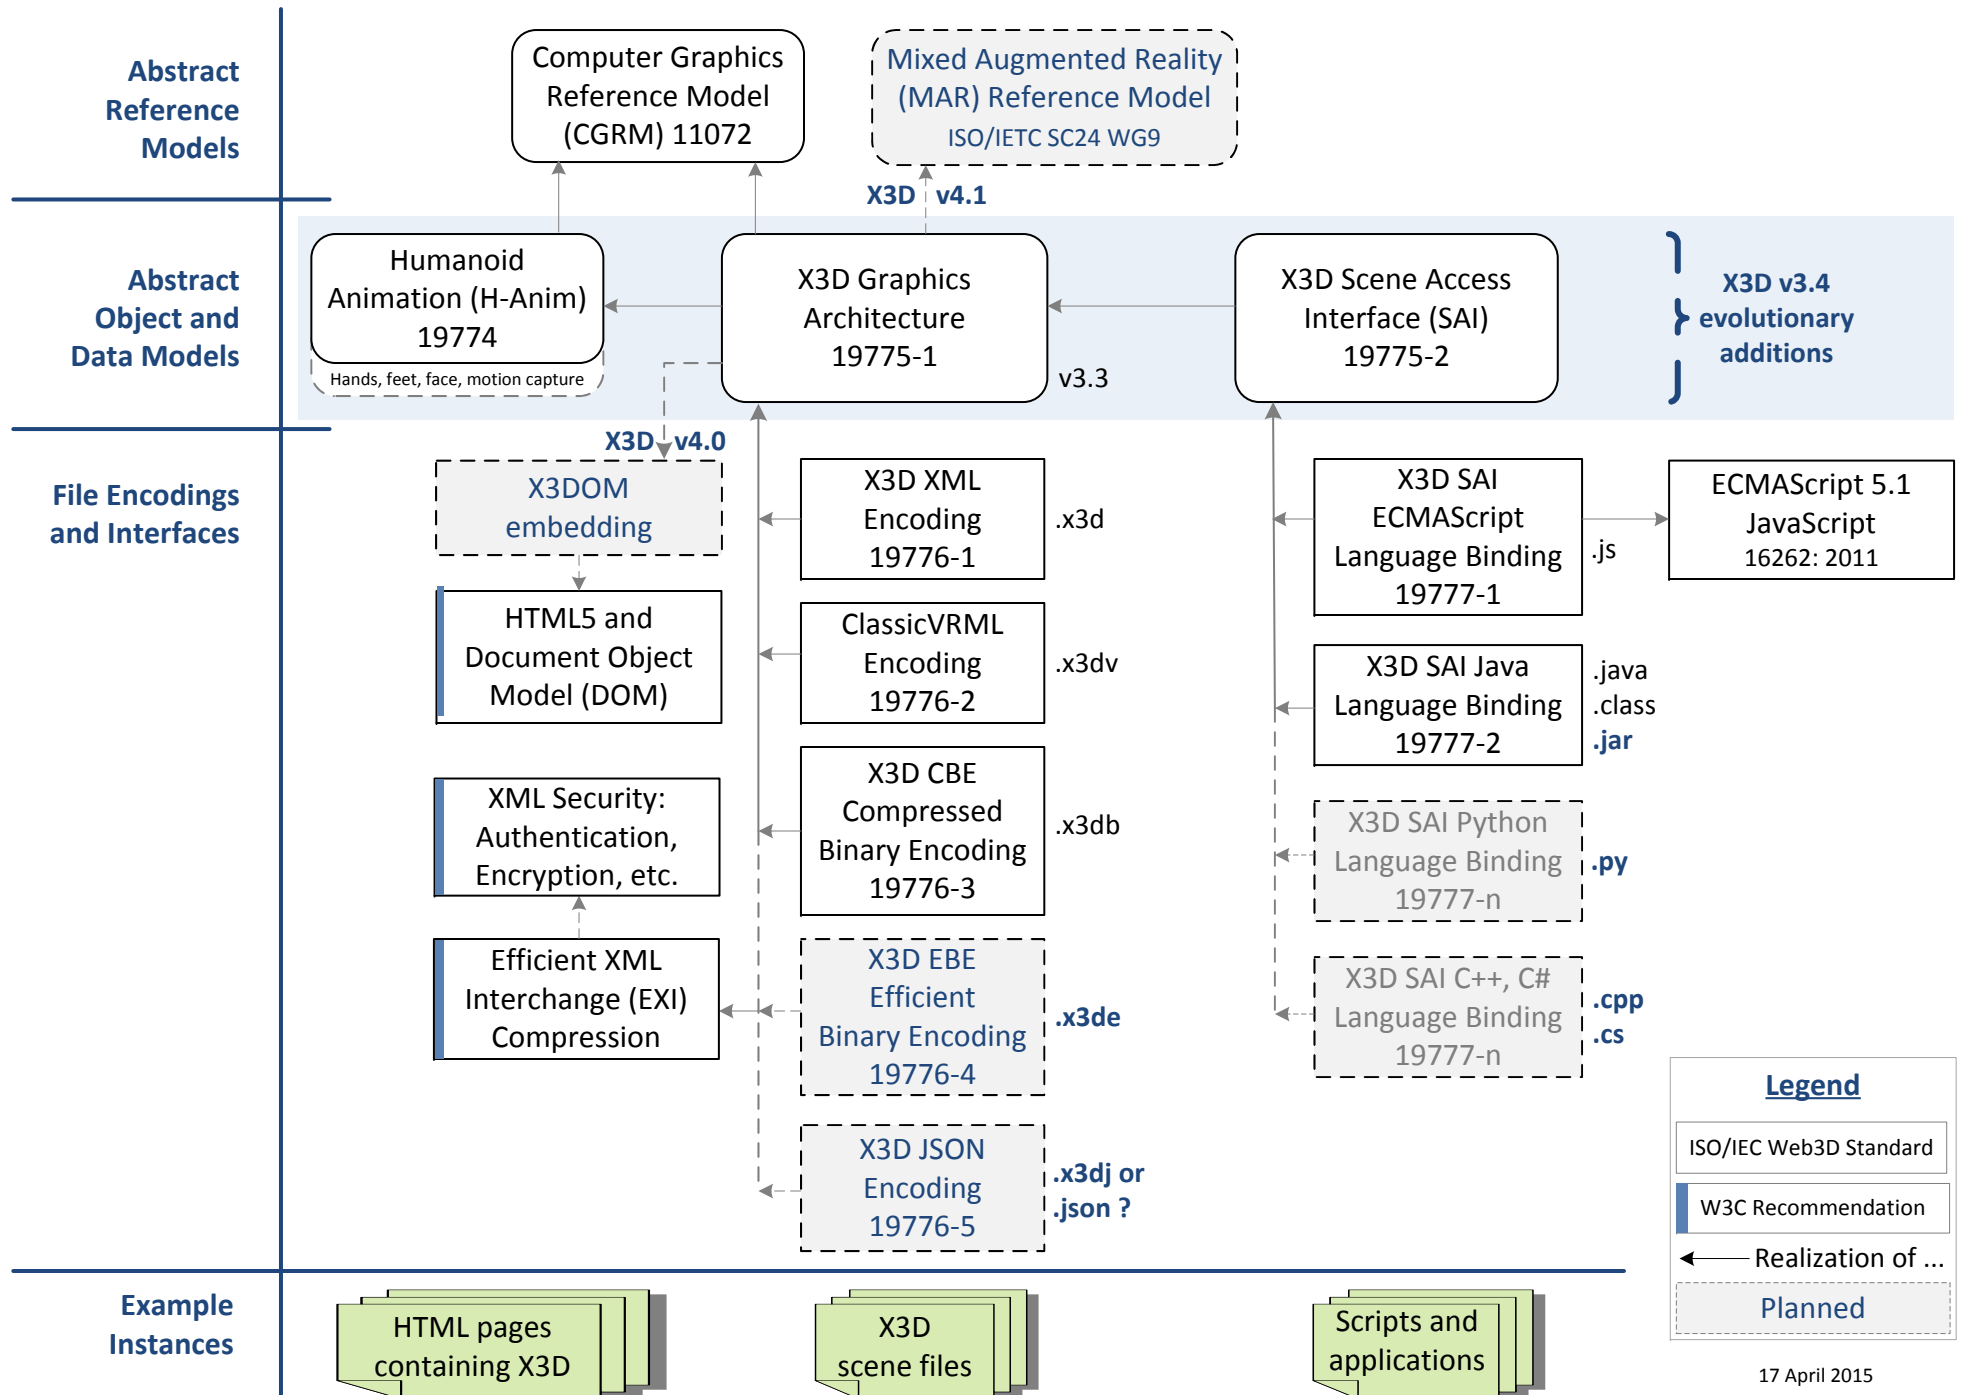 Abstract
Reference
Models
Computer Graphics
Reference Model
(CGRM) 11072
Mixed Augmented Reality
(MAR) Reference Model
ISO/IETC SC24 WG9
X3D v4.1
Abstract
Object and
Data Models
Humanoid
Animation (H-Anim)
19774
Hands, feet, face, motion capture
X3D Graphics
Architecture
19775-1
v3.3
X3D Scene Access
Interface (SAI)
19775-2
X3D v3.4
evolutionary
additions
File Encodings
and Interfaces
X3D v4.0
X3DOM
embedding
HTML5 and
Document Object
Model (DOM)
XML Security:
Authentication,
Encryption, etc.
Efficient XML
Interchange (EXI)
Compression
X3D XML
Encoding
19776-1
.x3d
ClassicVRML
Encoding
19776-2
.x3dv
X3D CBE
Compressed
Binary Encoding
19776-3
.x3db
X3D EBE
Efficient
Binary Encoding
19776-4
.x3de
X3D JSON
Encoding
19776-5
.x3dj or
.json ?
X3D SAI
ECMAScript
Language Binding
19777-1
.js
ECMAScript 5.1
JavaScript
16262: 2011
X3D SAI Java
Language Binding
19777-2
.java
.class
.jar
X3D SAI Python
Language Binding
19777-n
.py
X3D SAI C++, C#
Language Binding
19777-n
.cpp
.cs
Legend
ISO/IEC Web3D Standard
W3C Recommendation
Realization of ...
Planned
Example
Instances
HTML pages
containing X3D
X3D
scene files
Scripts and
applications
17 April 2015